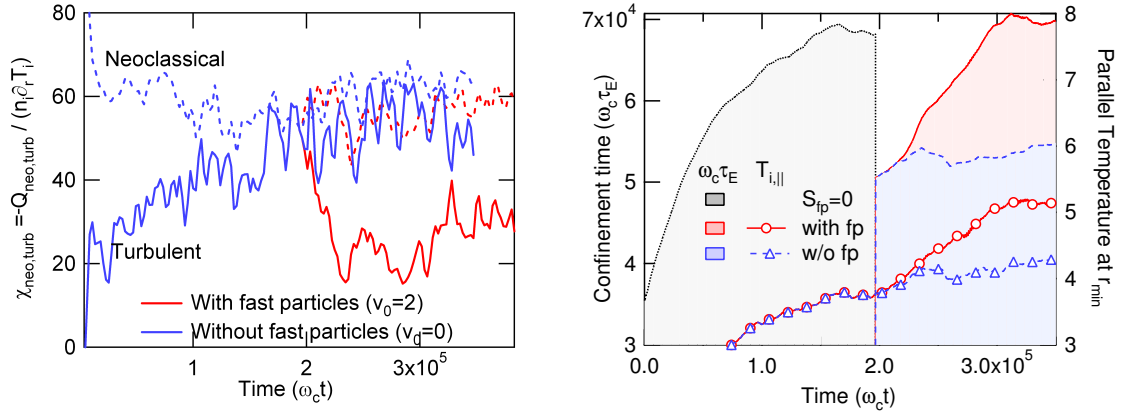 χneo,turb =-Qneo,turb / (ni∂rTi)
80
60
40
20
0
Neoclassical
Turbulent
With fast particles (v0=2)
Without fast particles (vd=0)
1
2
3x10^5
Time (ωct)
Confinement time (ωcτE)
7x10^4
6
5
4
3
ωcτE Ti,||
Sfp=0
with fp
w/o fp
8
7
6
5
4
3
Parallel Temperature at rmin
0.0
1.0
2.0
3.0x10^5
Time (ωct)